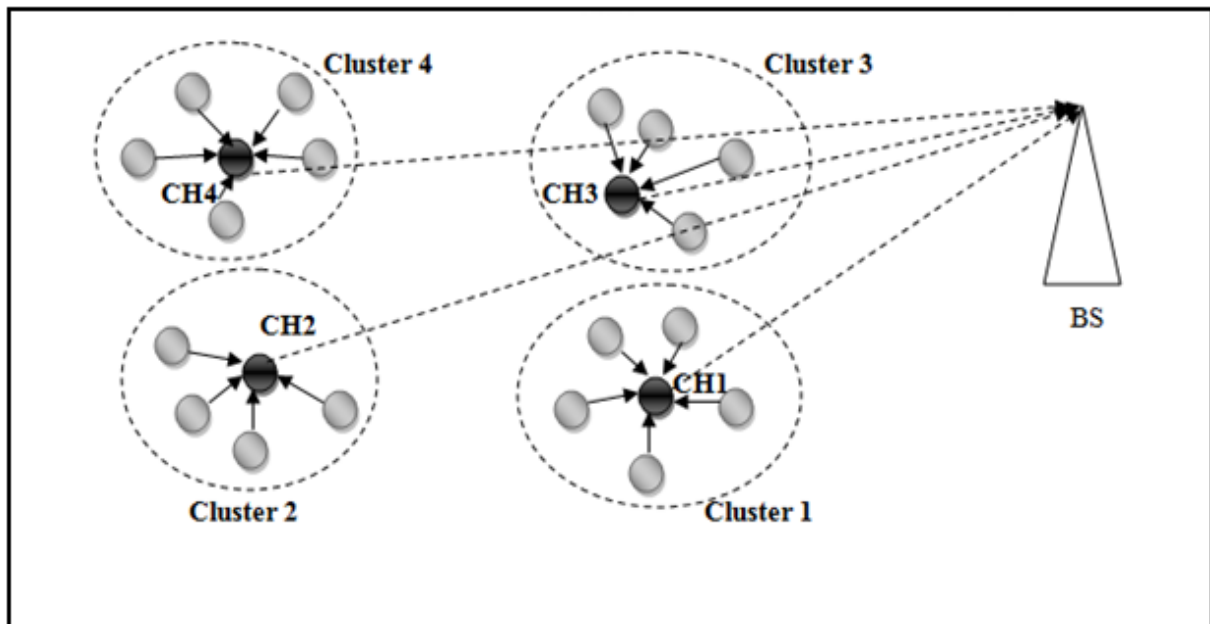 Cluster 4
Cluster 3
CH4
CH3
BS
CH2
CH1
Cluster 2
Cluster 1